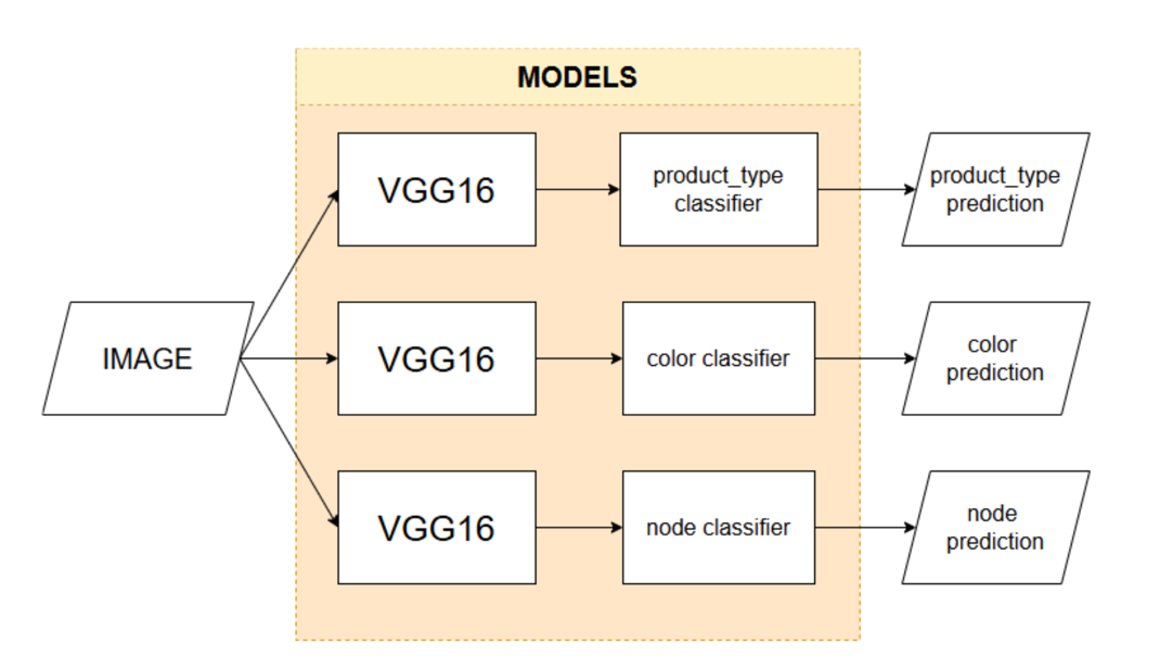 MODELS
VGG16
product_type
classifier
product_type
prediction
IMAGE
VGG16
color classifier
color
prediction
VGG16
node classifier
node
prediction